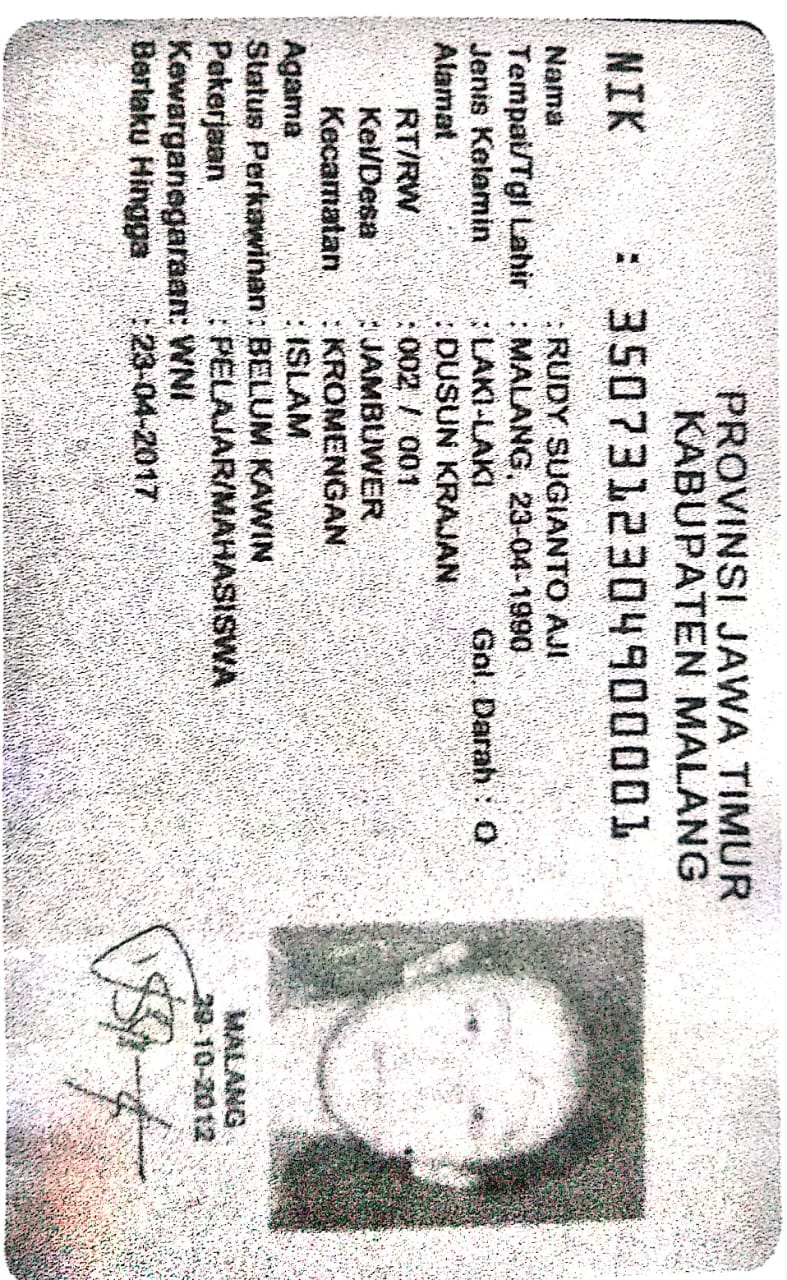 PROVINSI JAWA TIMUR
KABUPATEN MALANG
NIK : 3507312304900001
Nama : RUDY SUGIANTO AJI
Tempat/Tgl Lahir : MALANG, 23-04-1990
Jenis Kelamin : LAKI-LAKI Gol. Darah : O
Alamat : DUSUN KRAJAN
RT/RW : 002 / 001
Kel/Desa : JAMBUWER
Kecamatan : KROMENGAN
Agama : ISLAM
Status Perkawinan : BELUM KAWIN
Pekerjaan : PELAJAR/MAHASISWA
Kewarganegaraan : WNI
Berlaku Hingga : 23-04-2017
MALANG
29-10-2012